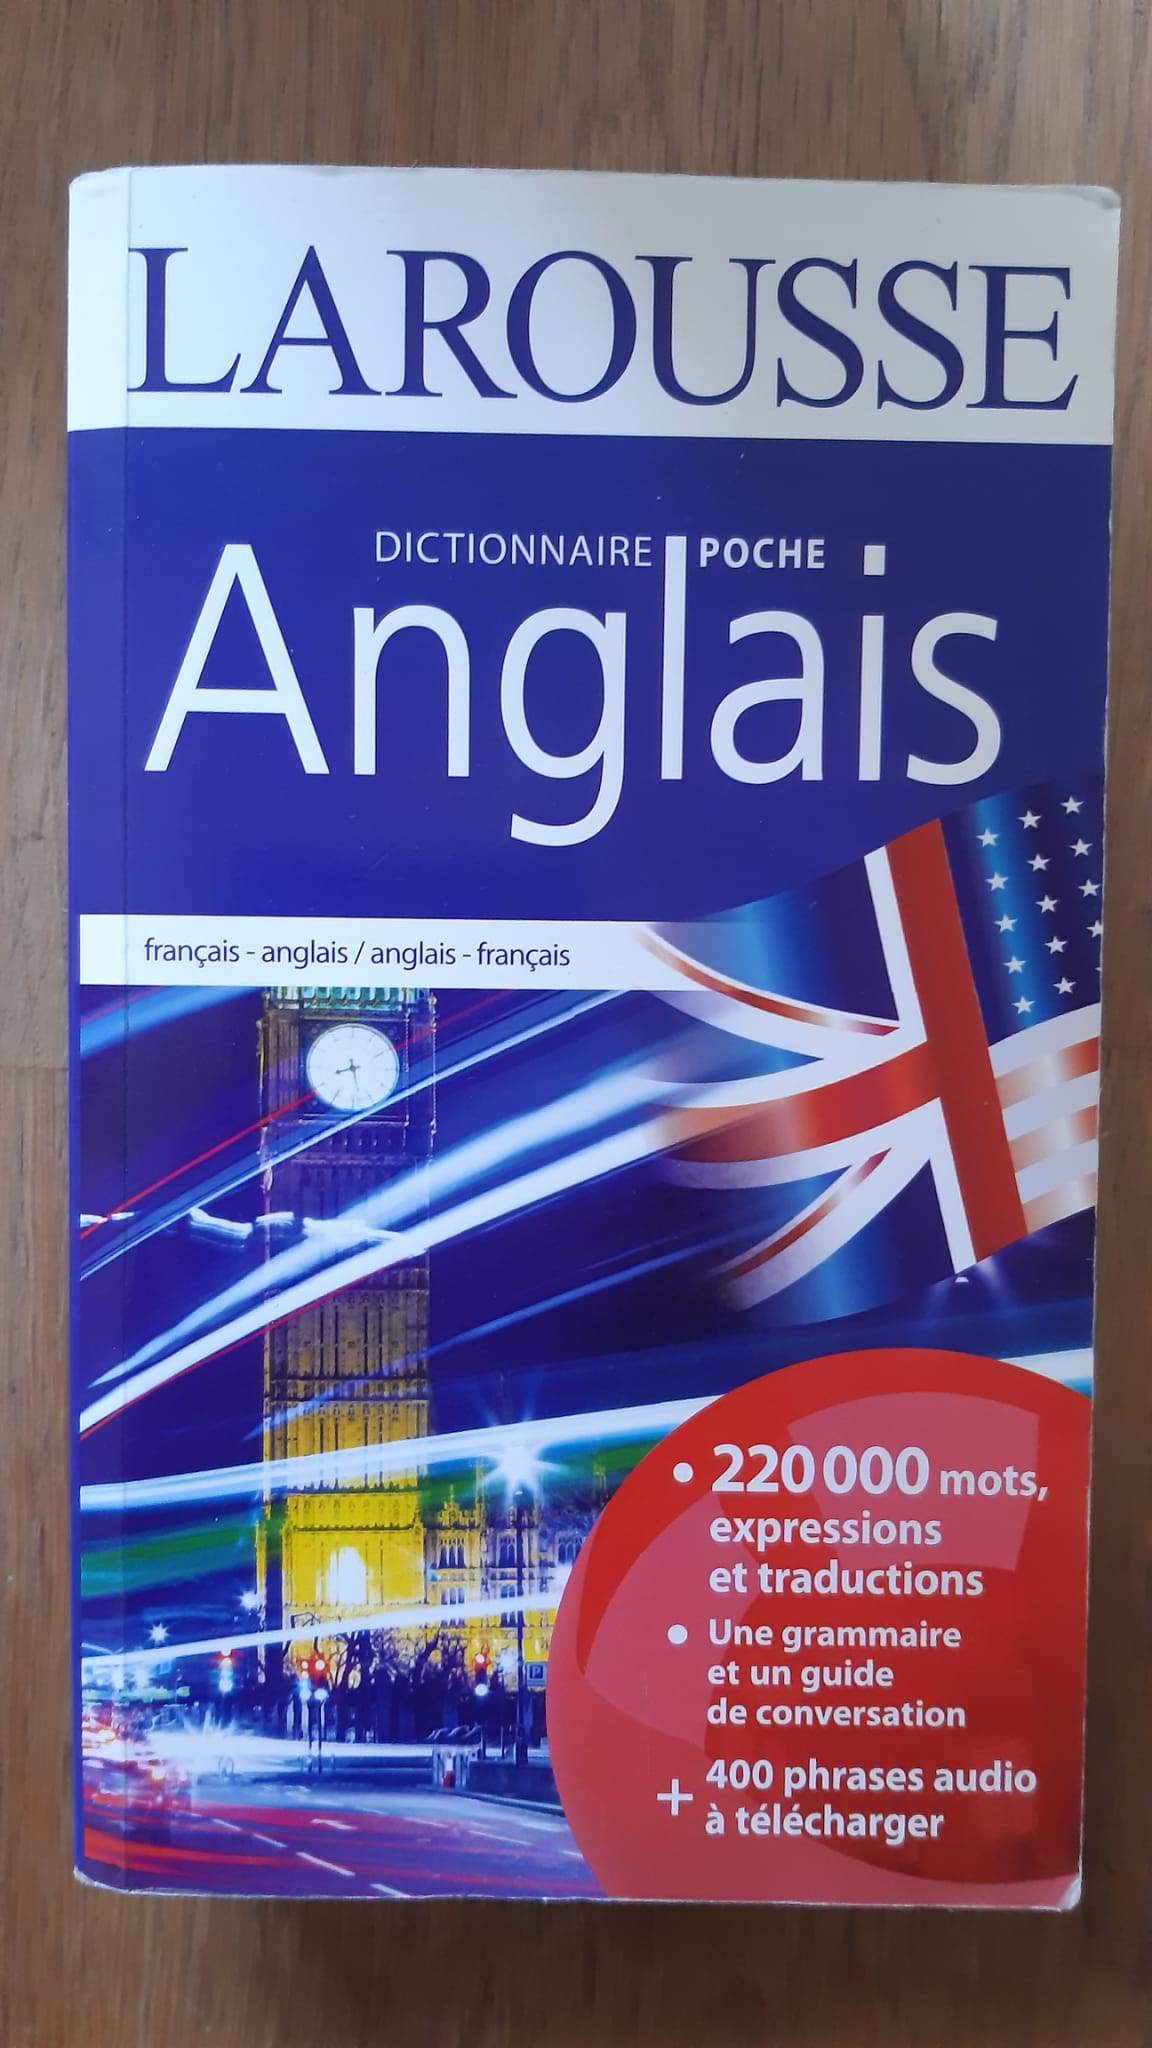 LAROUSSE
DICTIONNAIRE POCHE
Anglais
français - anglais / anglais - français
• 220 000 mots,
expressions
et traductions
• Une grammaire
et un guide
de conversation
+ 400 phrases audio
à télécharger
P